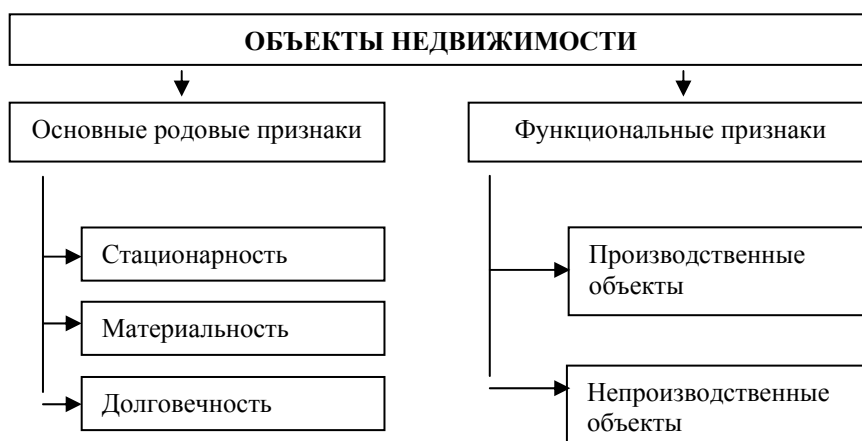 ОБЪЕКТЫ НЕДВИЖИМОСТИ
Основные родовые признаки
Функциональные признаки
Стационарность
Материальность
Долговечность
Производственные
объекты
Непроизводственные
объекты